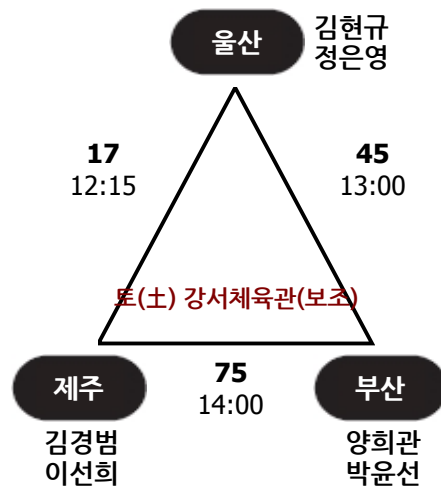 울산
김현규
정은영
17
12:15
45
13:00
토(土) 강서체육관(보조)
제주
75
14:00
부산
김경범
이선희
양희관
박윤선